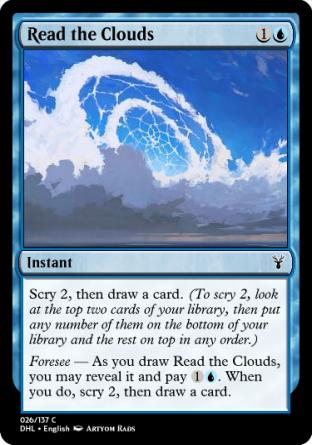 Read the Clouds 1
Instant
Scry 2, then draw a card. (To scry 2, look
at the top two cards of your library, then put
any number of them on the bottom of your
library and the rest on top in any order.)
Foresee — As you draw Read the Clouds,
you may reveal it and pay 1 . When you
do, scry 2, then draw a card.
026/137 C
DHL • English Artyom Rads